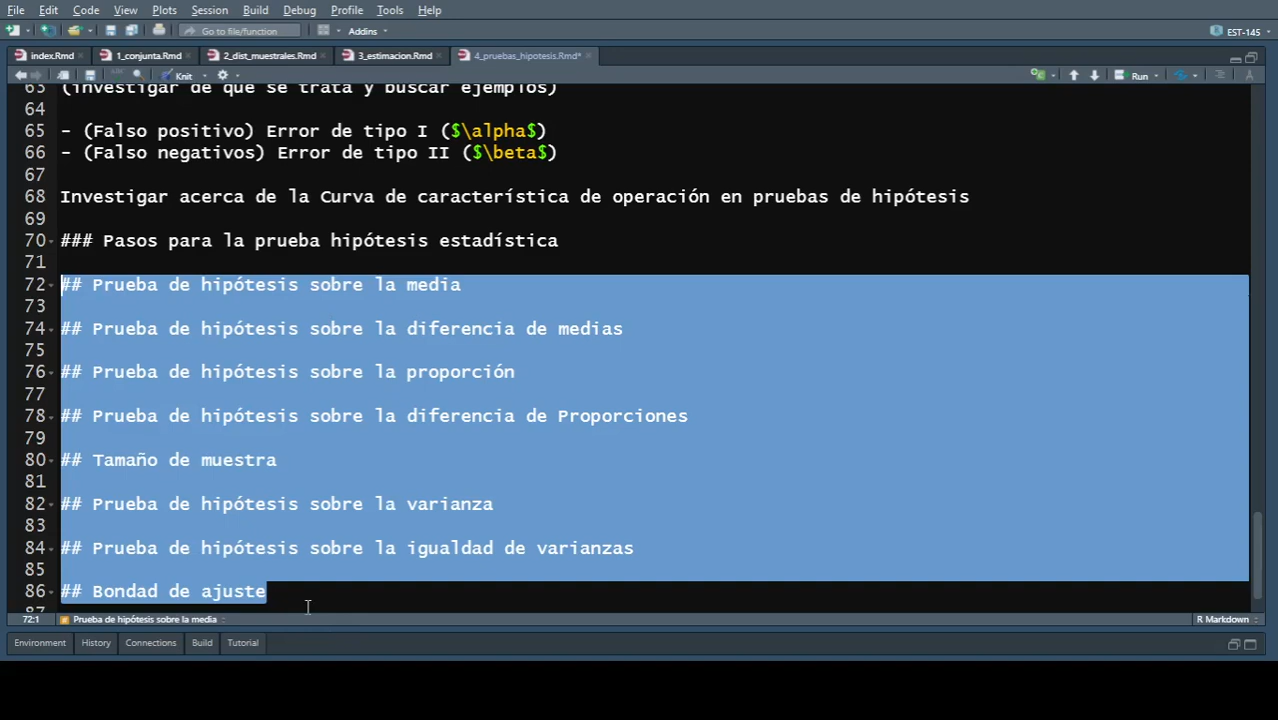 File Edit Code View Plots Session Build Debug Profile Tools Help
Go to file/function Addins EST-145
index.Rmd 1_conjunta.Rmd 2_dist_muestrales.Rmd 3_estimacion.Rmd 4_pruebas_hipotesis.Rmd*
Knit Run
63 (investigar de que se trata y buscar ejemplos)
64
65 - (Falso positivo) Error de tipo I ($\alpha$)
66 - (Falso negativos) Error de tipo II ($\beta$)
67
68 Investigar acerca de la Curva de característica de operación en pruebas de hipótesis
69
70 ### Pasos para la prueba hipótesis estadística
71
72 ## Prueba de hipótesis sobre la media
73
74 ## Prueba de hipótesis sobre la diferencia de medias
75
76 ## Prueba de hipótesis sobre la proporción
77
78 ## Prueba de hipótesis sobre la diferencia de Proporciones
79
80 ## Tamaño de muestra
81
82 ## Prueba de hipótesis sobre la varianza
83
84 ## Prueba de hipótesis sobre la igualdad de varianzas
85
86 ## Bondad de ajuste
87
72:1 Prueba de hipótesis sobre la media R Markdown
Environment History Connections Build Tutorial